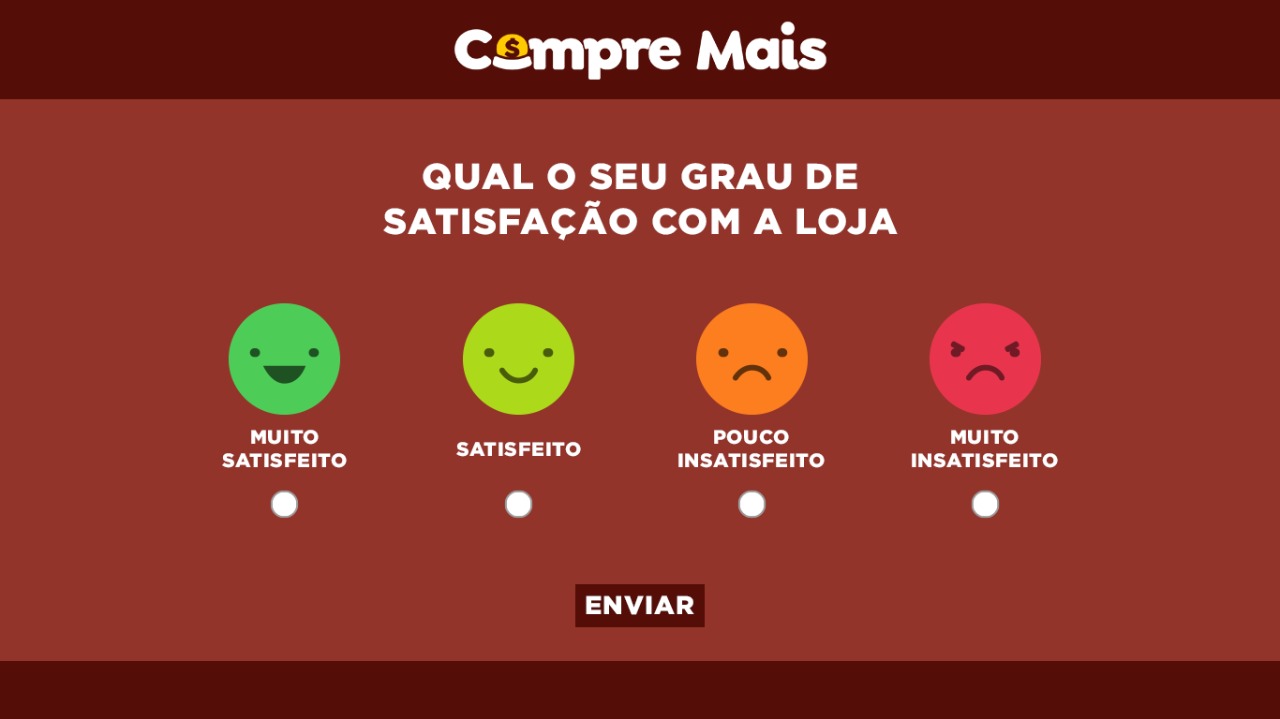 Compre Mais
QUAL O SEU GRAU DE
SATISFAÇÃO COM A LOJA
MUITO
SATISFEITO
SATISFEITO
POUCO
INSATISFEITO
MUITO
INSATISFEITO
ENVIAR